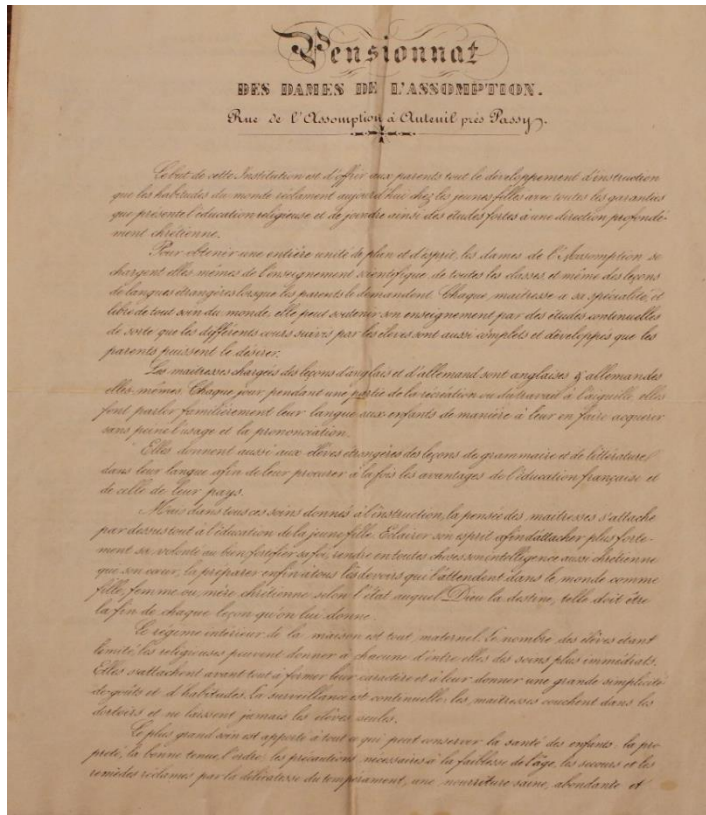 Pensionnat
DES DAMES DE L'ASSOMPTION.
Rue de l'Assomption à Auteuil près Passy.
Le but de cette Institution est d'offrir aux parents tout le développement d'instruction
que les habitudes du monde réclament aujourd'hui chez les jeunes filles avec toutes les garanties
que présente l'éducation religieuse et de joindre ainsi des études fortes à une direction profondé-
ment chrétienne.
Pour obtenir une entière unité de plan et d'esprit, les dames de l'Assomption se
chargent elles mêmes de l'enseignement scientifique de toutes les classes et même des leçons
de langues étrangères lorsque les parents le demandent. Chaque maitresse a sa spécialité, et
libre de tout soin du monde, elle peut soutenir son enseignement par des études continuelles
de sorte que les différents cours suivis par les élèves sont aussi complets et développés que les
parents puissent le désirer.
Les maitresses chargées des leçons d'anglais et d'allemand sont anglaises & allemandes
elles mêmes. Chaque jour pendant une partie de la récréation ou du travail à l'aiguille, elles
font parler familièrement leur langue aux enfants de manière à leur en faire acquérir
sans peine l'usage et la prononciation.
Elles donnent aussi aux élèves étrangères des leçons de grammaire et de littérature
dans leur langue afin de leur procurer à la fois les avantages de l'éducation française et
de celle de leur pays.
Mais dans tous ces soins donnés à l'instruction, la pensée des maitresses s'attache
par dessus tout à l'éducation de la jeune fille. Eclairer son esprit afin d'attacher plus forte-
ment sa volonté au bien, fortifier sa foi, rendre en toutes choses son intelligence aussi chrétienne
que son cœur, la préparer enfin à tous les devoirs qui l'attendent dans le monde comme
fille, femme ou mère chrétienne selon l'état auquel Dieu la destine, telle doit être
la fin de chaque leçon qu'on lui donne.
Le régime intérieur de la maison est tout maternel. Le nombre des élèves étant
limité, les religieuses peuvent donner à chacune d'entre elles des soins plus immédiats.
Elles s'attachent avant tout à former leur caractère et à leur donner une grande simplicité
de goûts et d'habitudes. La surveillance est continuelle; les maitresses couchent dans les
dortoirs et ne laissent jamais les élèves seules.
Le plus grand soin est apporté à tout ce qui peut conserver la santé des enfants. la pro-
preté, la bonne tenue, l'ordre, les précautions nécessaires à la faiblesse de l'âge, les secours et les
remèdes réclamés par la délicatesse du tempérament, une nourriture saine, abondante et